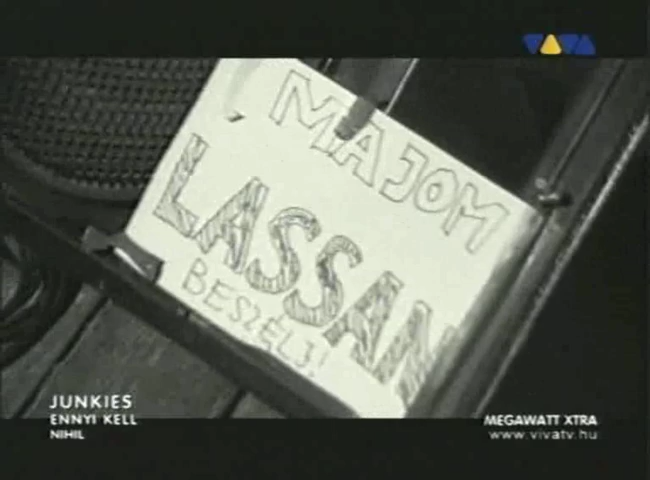 VIVA
MAJOM
LASSAN
BESZÉLJ!
JUNKIES
ENNYI KELL
NIHIL
MEGAWATT XTRA
www.vivatv.hu